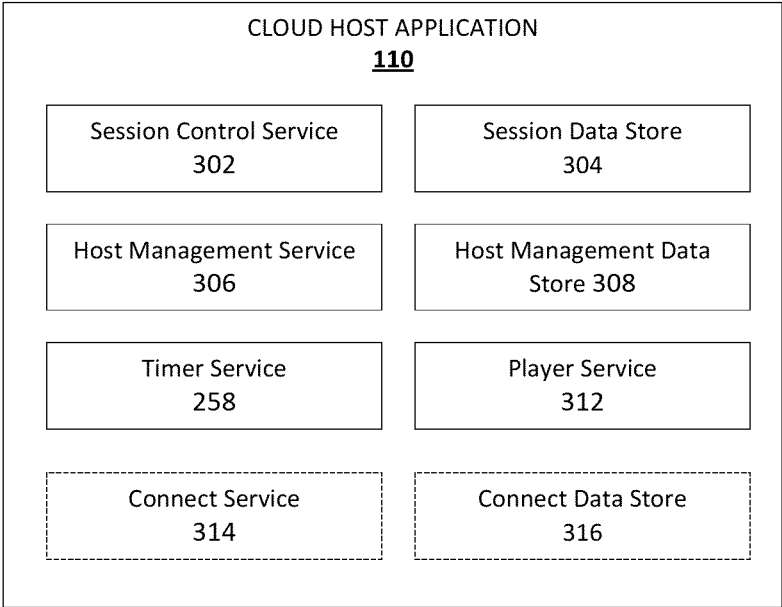 CLOUD HOST APPLICATION
110
Session Control Service
302
Session Data Store
304
Host Management Service
306
Host Management Data
Store 308
Timer Service
258
Player Service
312
Connect Service
314
Connect Data Store
316